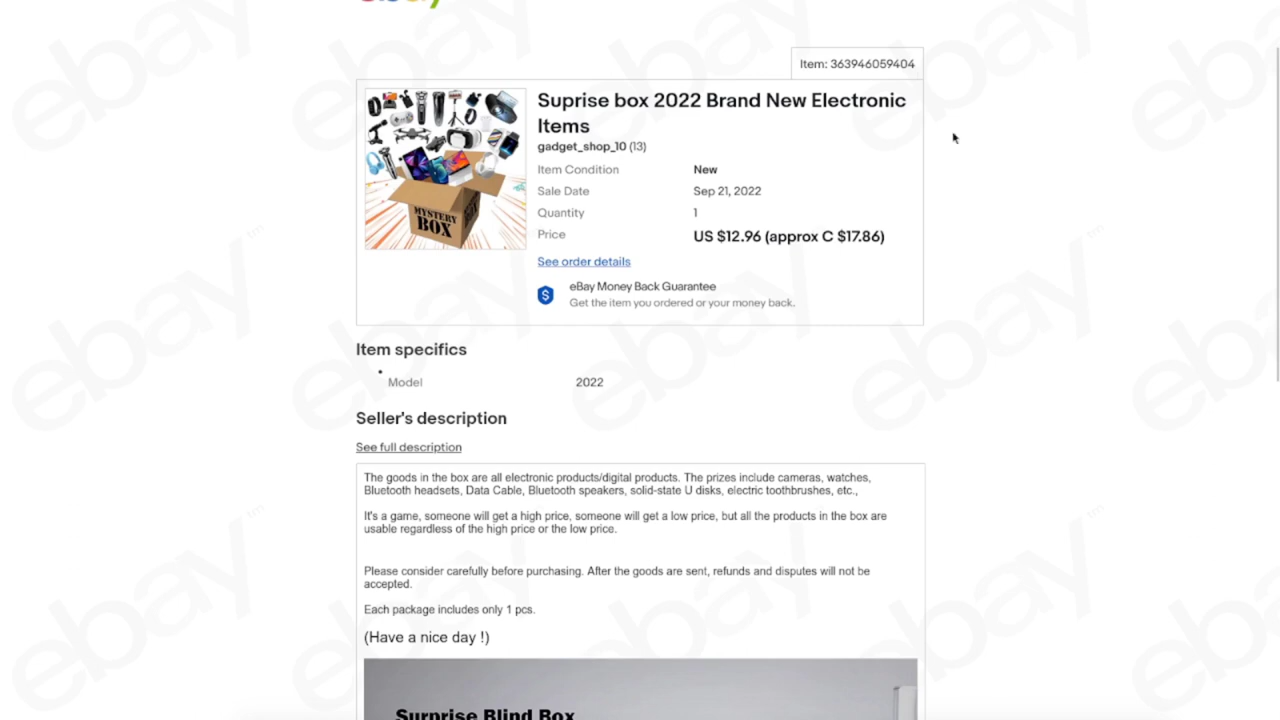 Item: 363946059404
Suprise box 2022 Brand New Electronic
Items
gadget_shop_10 (13)
Item Condition New
Sale Date Sep 21, 2022
Quantity 1
Price US $12.96 (approx C $17.86)
See order details
eBay Money Back Guarantee
Get the item you ordered or your money back.
MYSTERY
BOX
Item specifics
Model 2022
Seller's description
See full description
The goods in the box are all electronic products/digital products. The prizes include cameras, watches,
Bluetooth headsets, Data Cable, Bluetooth speakers, solid-state U disks, electric toothbrushes, etc.,
It's a game, someone will get a high price, someone will get a low price, but all the products in the box are
usable regardless of the high price or the low price.
Please consider carefully before purchasing. After the goods are sent, refunds and disputes will not be
accepted.
Each package includes only 1 pcs.
(Have a nice day !)
Surprise Blind Box
ebay